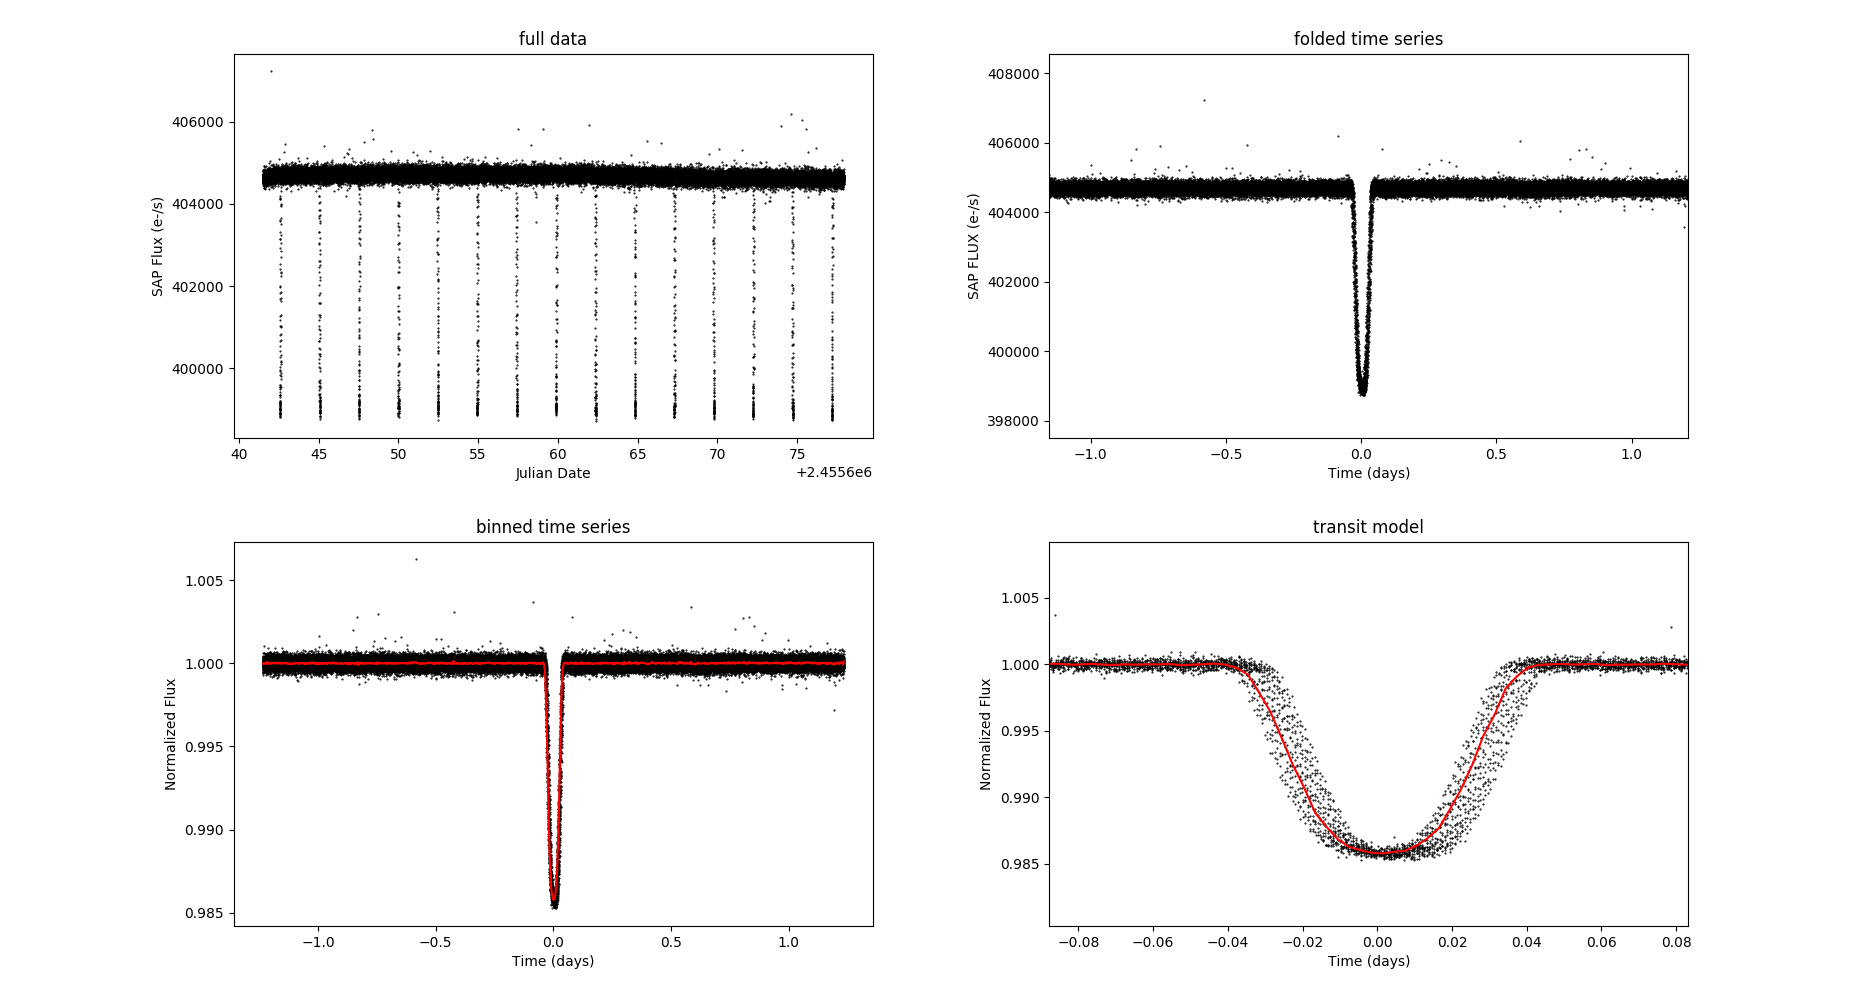 full data
SAP Flux (e-/s)
406000
404000
402000
400000
40 45 50 55 60 65 70 75
Julian Date
+2.4556e6
folded time series
SAP FLUX (e-/s)
408000
406000
404000
402000
400000
398000
−1.0 −0.5 0.0 0.5 1.0
Time (days)
binned time series
Normalized Flux
1.005
1.000
0.995
0.990
0.985
−1.0 −0.5 0.0 0.5 1.0
Time (days)
transit model
Normalized Flux
1.005
1.000
0.995
0.990
0.985
−0.08 −0.06 −0.04 −0.02 0.00 0.02 0.04 0.06 0.08
Time (days)